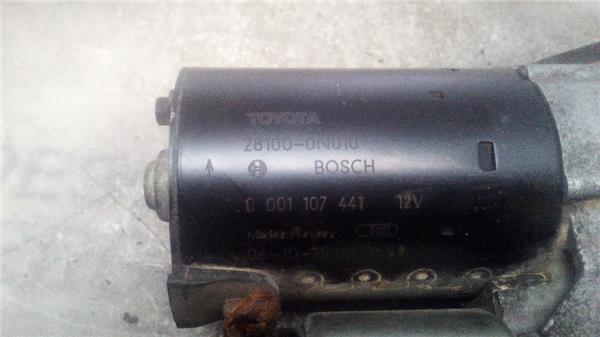 TOYOTA
28100-0N010
BOSCH
0 001 107 441 12V
Made in Hungary